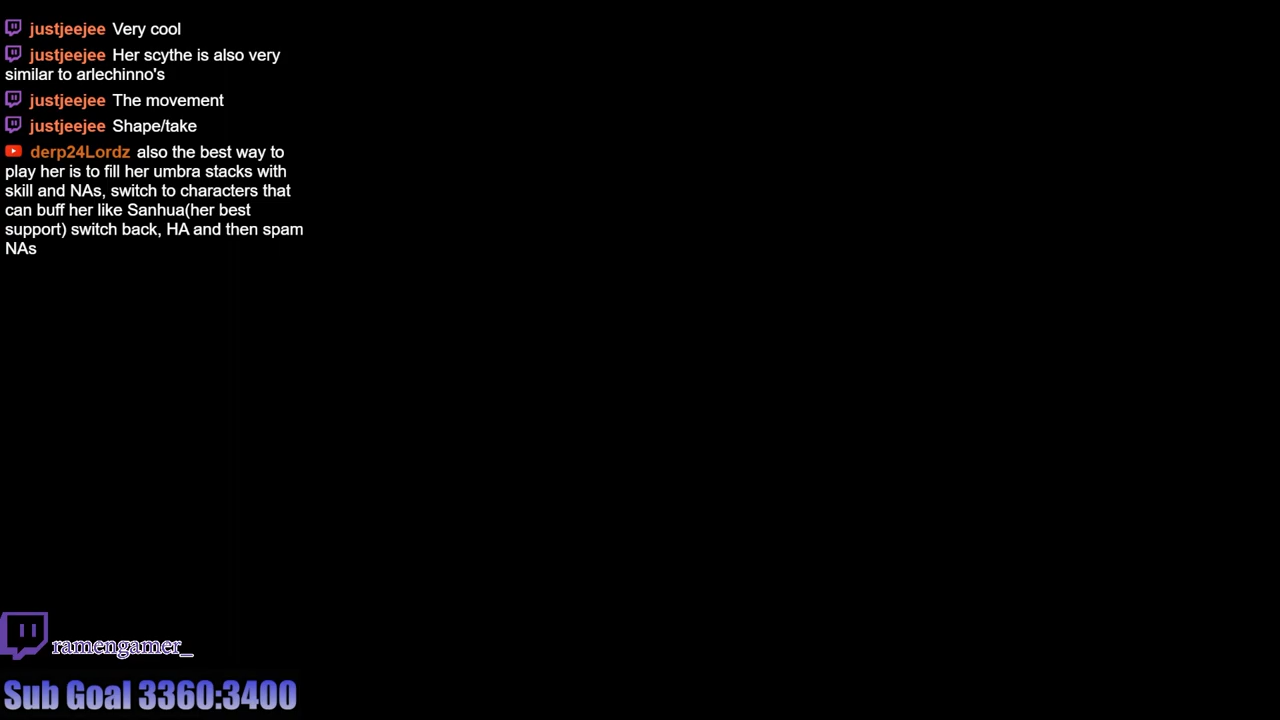 justjeejee Very cool
justjeejee Her scythe is also very
similar to arlechinno's
justjeejee The movement
justjeejee Shape/take
derp24Lordz also the best way to
play her is to fill her umbra stacks with
skill and NAs, switch to characters that
can buff her like Sanhua(her best
support) switch back, HA and then spam
NAs
ramengamer_
Sub Goal 3360:3400